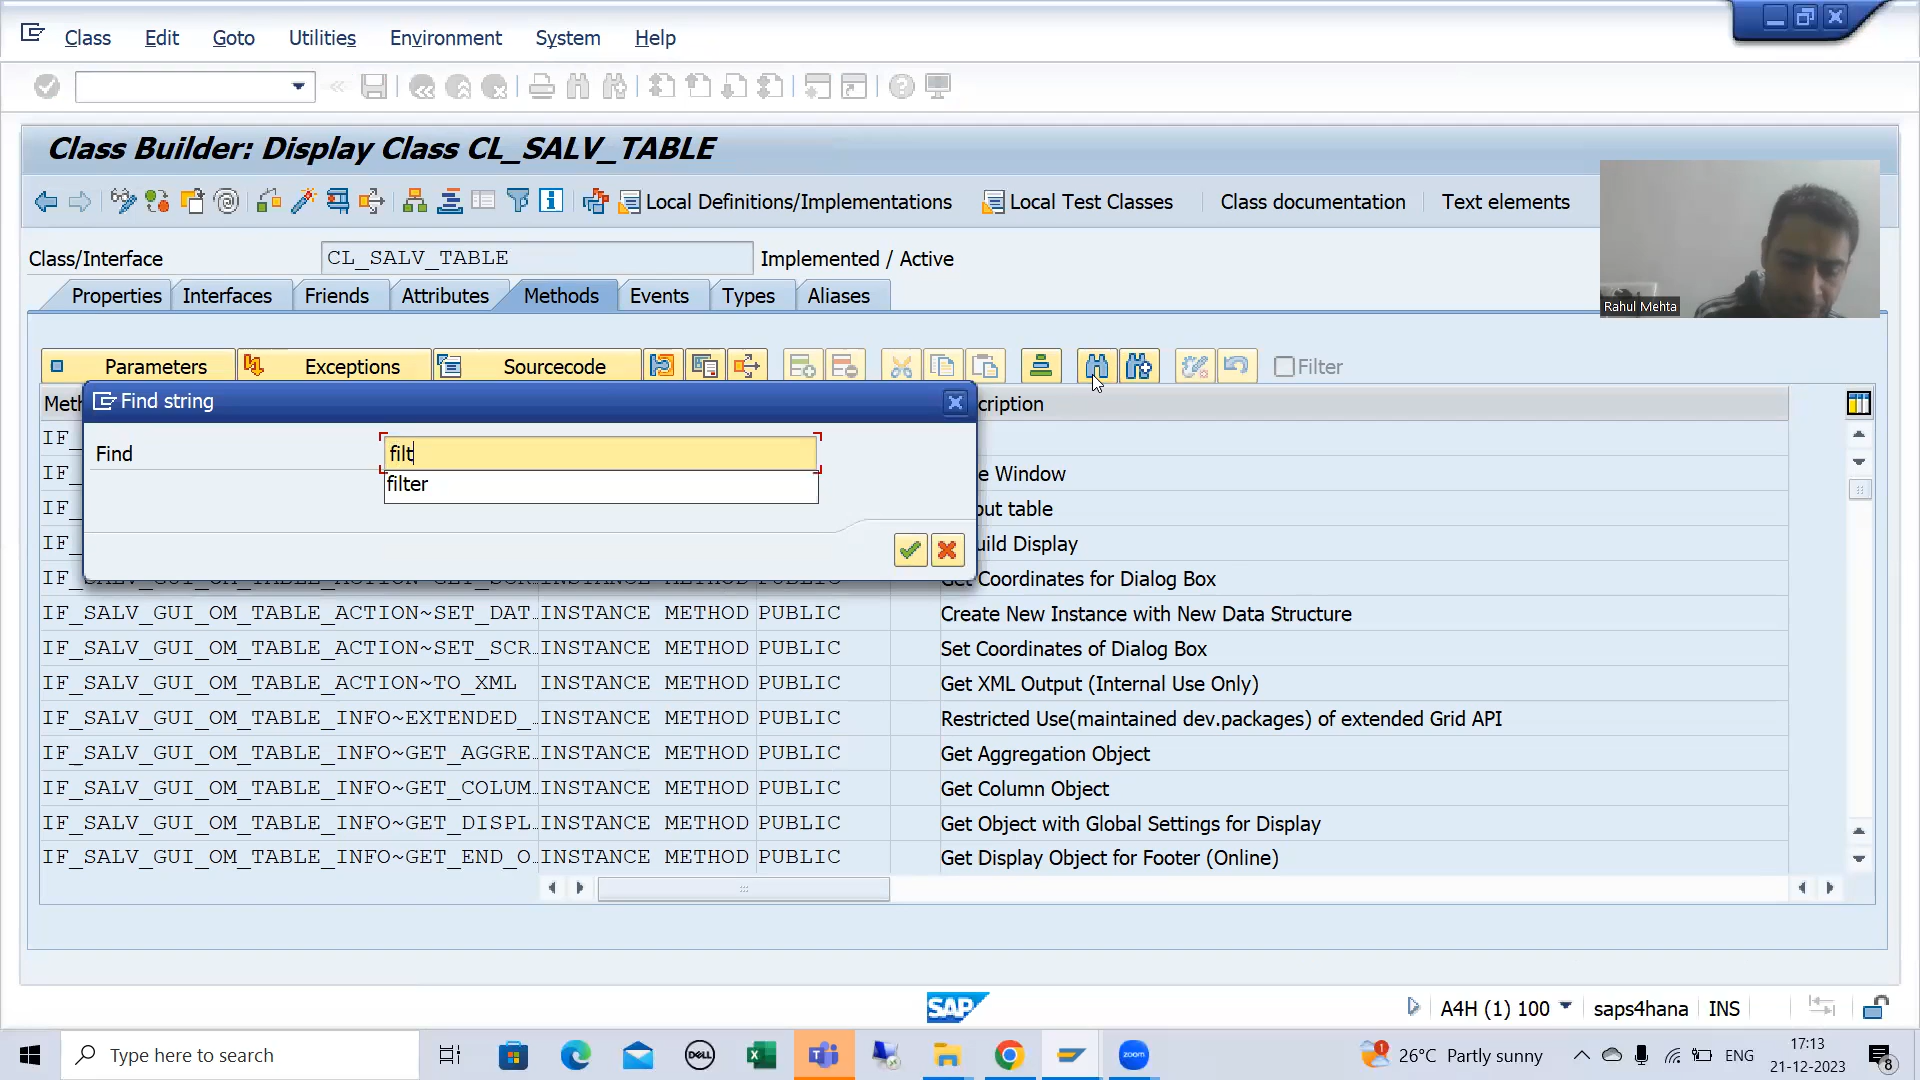 Class Edit Goto Utilities Environment System Help
Class Builder: Display Class CL_SALV_TABLE
Local Definitions/Implementations Local Test Classes Class documentation Text elements
Class/Interface CL_SALV_TABLE Implemented / Active
Rahul Mehta
Properties Interfaces Friends Attributes Methods Events Types Aliases
Parameters Exceptions Sourcecode Filter
Find string
Find filt
filter
Window
table
Display
IF_ Coordinates for Dialog Box
IF_SALV_GUI_OM_TABLE_ACTION~SET_DAT.. INSTANCE METHOD PUBLIC Create New Instance with New Data Structure
IF_SALV_GUI_OM_TABLE_ACTION~SET_SCR.. INSTANCE METHOD PUBLIC Set Coordinates of Dialog Box
IF_SALV_GUI_OM_TABLE_ACTION~TO_XML INSTANCE METHOD PUBLIC Get XML Output (Internal Use Only)
IF_SALV_GUI_OM_TABLE_INFO~EXTENDED_.. INSTANCE METHOD PUBLIC Restricted Use(maintained dev.packages) of extended Grid API
IF_SALV_GUI_OM_TABLE_INFO~GET_AGGRE.. INSTANCE METHOD PUBLIC Get Aggregation Object
IF_SALV_GUI_OM_TABLE_INFO~GET_COLUM.. INSTANCE METHOD PUBLIC Get Column Object
IF_SALV_GUI_OM_TABLE_INFO~GET_DISPL.. INSTANCE METHOD PUBLIC Get Object with Global Settings for Display
IF_SALV_GUI_OM_TABLE_INFO~GET_END_O.. INSTANCE METHOD PUBLIC Get Display Object for Footer (Online)
SAP A4H (1) 100 saps4hana INS
Type here to search DELL zoom 1 26°C Partly sunny ENG 17:13
21-12-2023 8